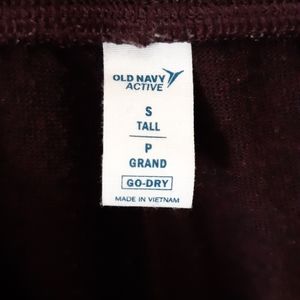 OLD NAVY
ACTIVE
S
TALL
P
GRAND
GO-DRY
MADE IN VIETNAM